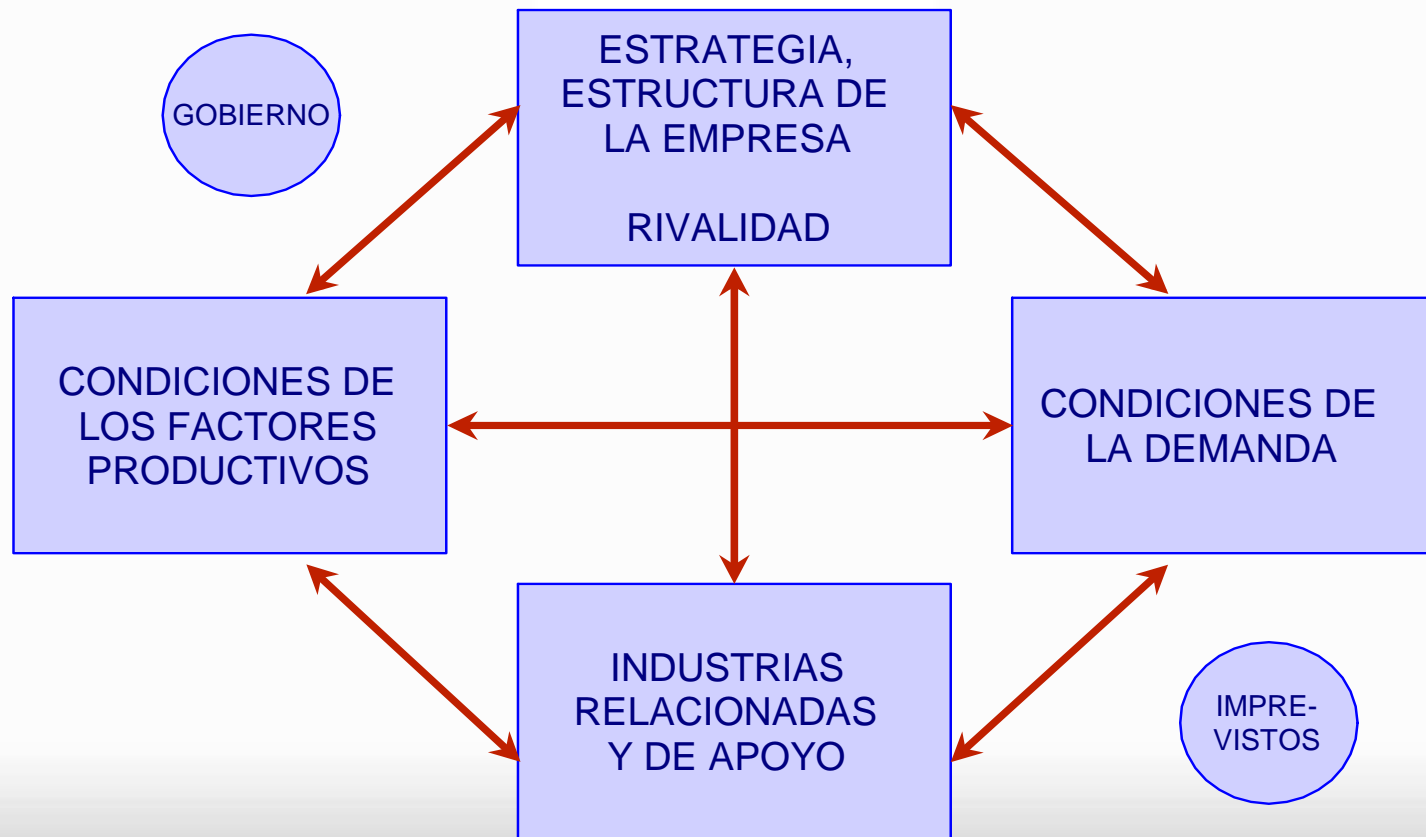 GOBIERNO
ESTRATEGIA,
ESTRUCTURA DE
LA EMPRESA
RIVALIDAD
CONDICIONES DE
LOS FACTORES
PRODUCTIVOS
CONDICIONES DE
LA DEMANDA
INDUSTRIAS
RELACIONADAS
Y DE APOYO
IMPRE-
VISTOS